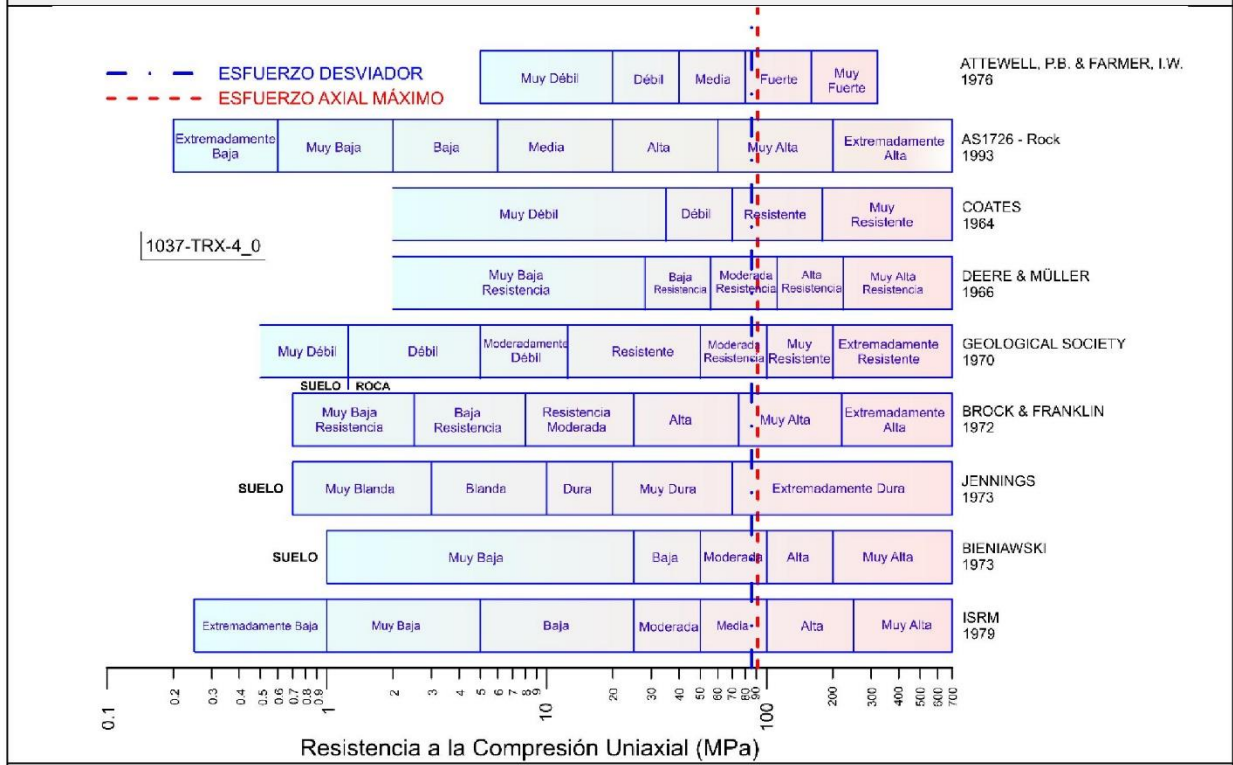 ESFUERZO DESVIADOR
ESFUERZO AXIAL MÁXIMO
Muy Débil
Débil
Media
Fuerte
Muy
Fuerte
ATTEWELL, P.B. & FARMER, I.W.
1976
Extremadamente
Baja
Muy Baja
Baja
Media
Alta
Muy Alta
Extremadamente
Alta
AS1726 - Rock
1993
Muy Débil
Débil
Resistente
Muy
Resistente
COATES
1964
1037-TRX-4_0
Muy Baja
Resistencia
Baja
Resistencia
Moderada
Resistencia
Alta
Resistencia
Muy Alta
Resistencia
DEERE & MÜLLER
1966
Muy Débil
Débil
Moderadamente
Débil
Resistente
Moderada
Resistencia
Muy
Resistente
Extremadamente
Resistente
GEOLOGICAL SOCIETY
1970
SUELO
ROCA
Muy Baja
Resistencia
Baja
Resistencia
Resistencia
Moderada
Alta
Muy Alta
Extremadamente
Alta
BROCK & FRANKLIN
1972
SUELO
Muy Blanda
Blanda
Dura
Muy Dura
Extremadamente Dura
JENNINGS
1973
SUELO
Muy Baja
Baja
Moderada
Alta
Muy Alta
BIENIAWSKI
1973
Extremadamente Baja
Muy Baja
Baja
Moderada
Media
Alta
Muy Alta
ISRM
1979
0.1
0.2
0.3
0.4
0.5
0.6
0.7
0.8
0.9
1
2
3
4
5
6
7
8
9
10
20
30
40
50
60
70
80
90
100
200
300
400
500
600
700
Resistencia a la Compresión Uniaxial (MPa)